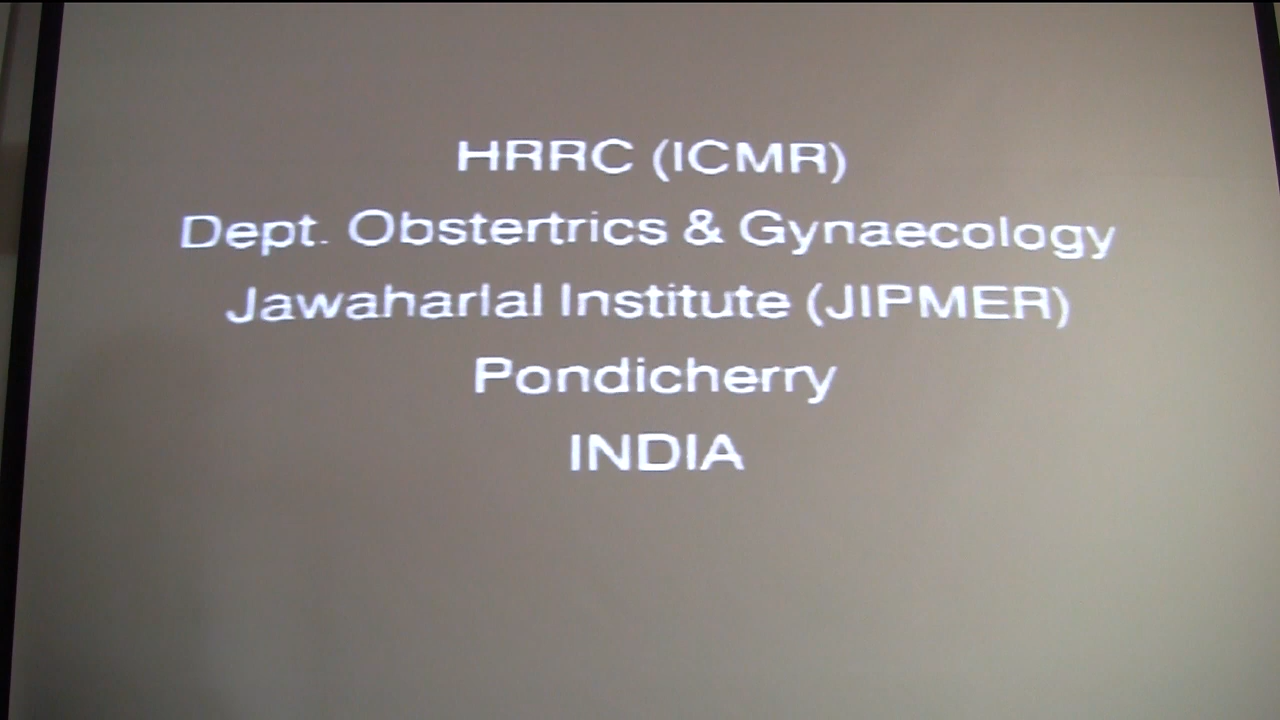 HRRC (ICMR)
Dept. Obstertrics & Gynaecology
Jawaharlal Institute (JIPMER)
Pondicherry
INDIA